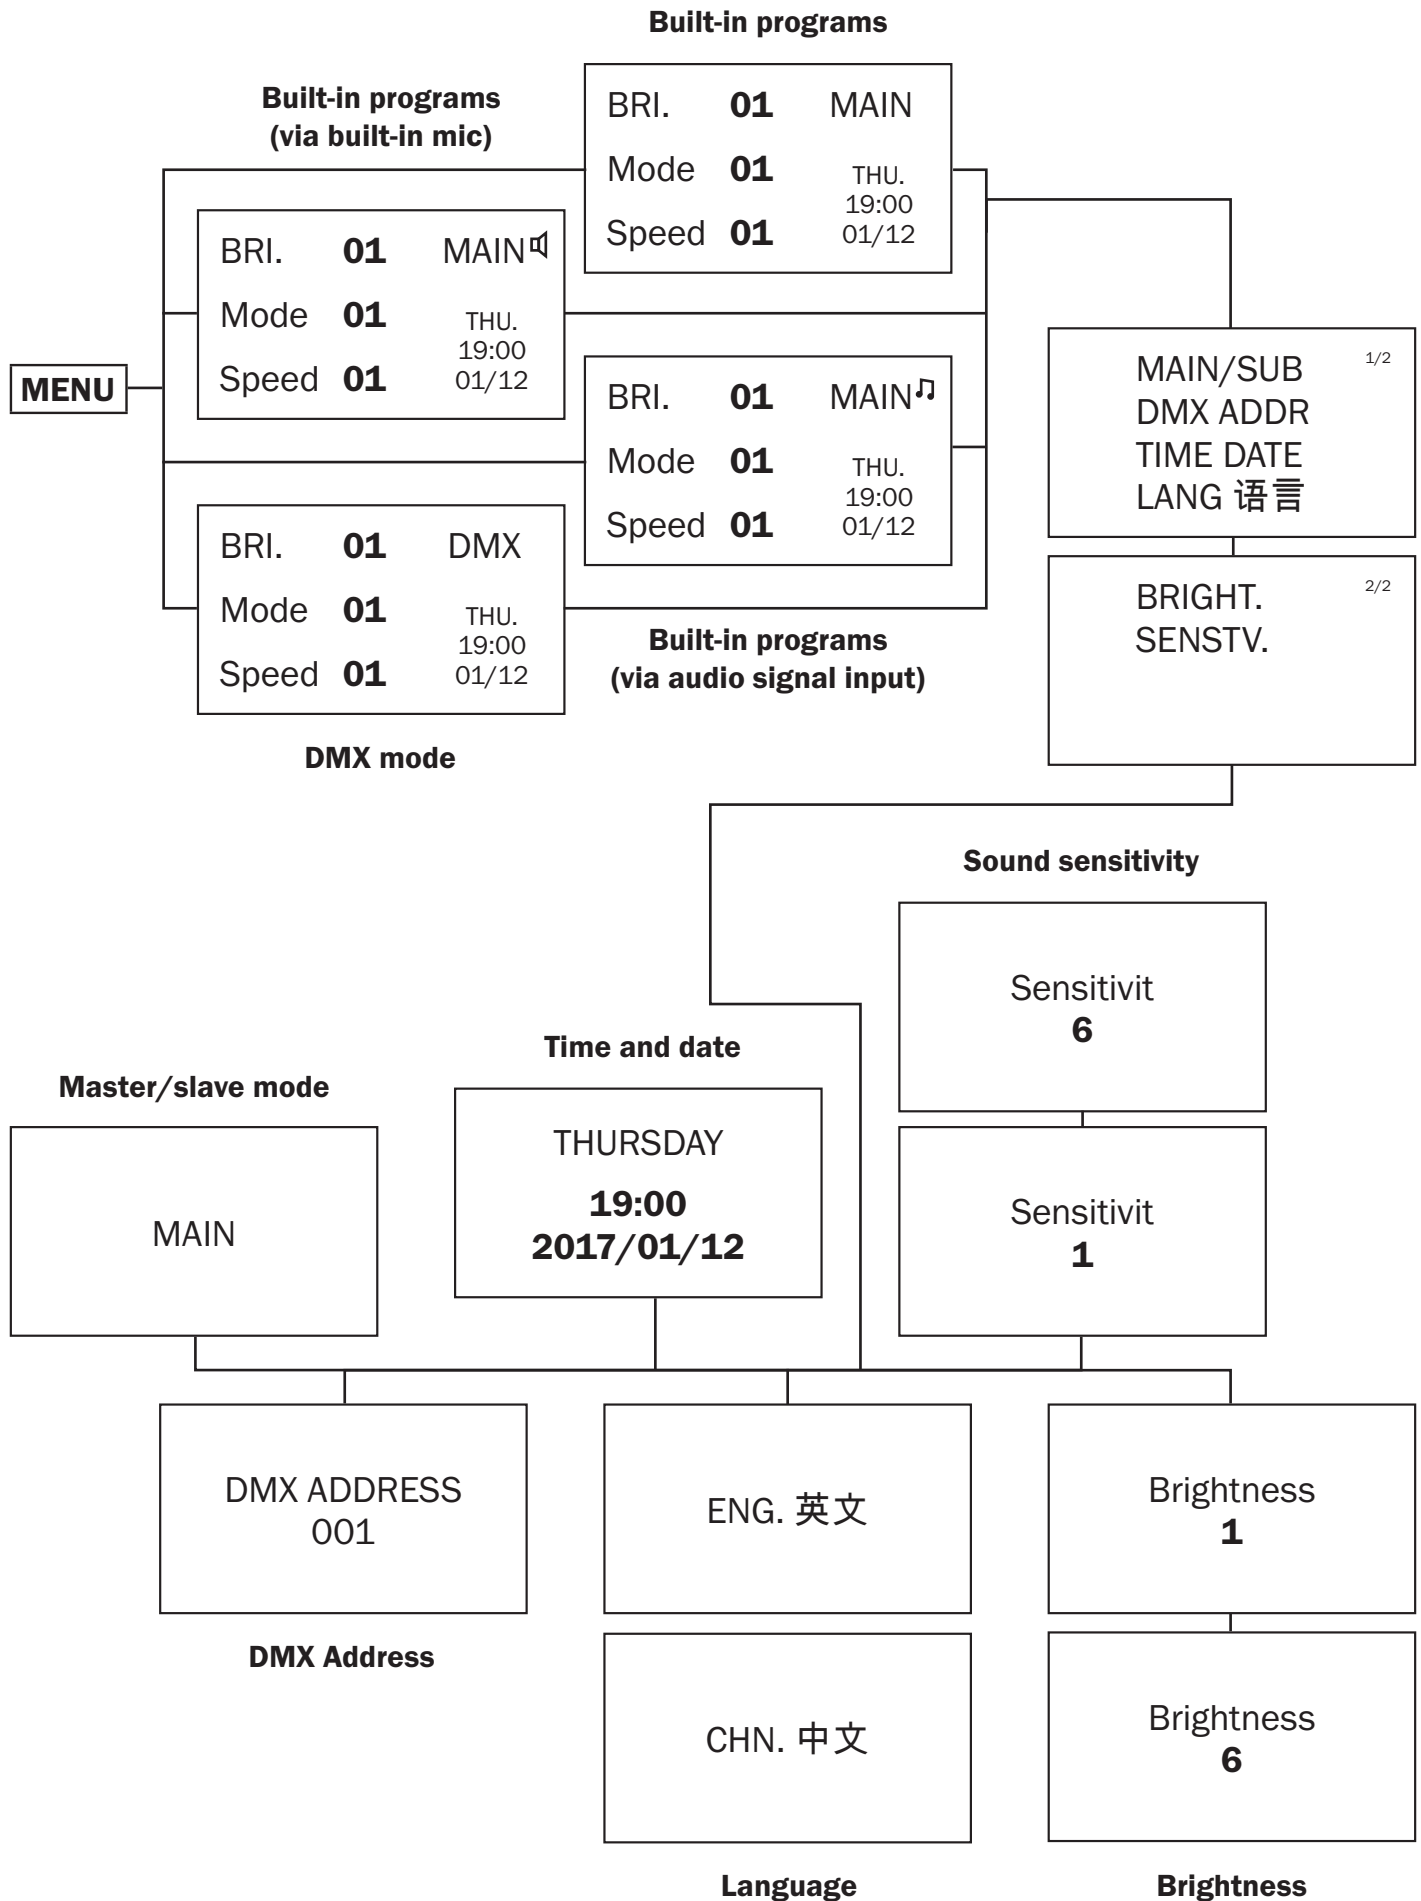 Built-in programs
BRI. 01 MAIN
Mode 01 THU.
19:00
Speed 01 01/12
Built-in programs
(via built-in mic)
BRI. 01 MAIN
Mode 01 THU.
19:00
Speed 01 01/12
MENU
BRI. 01 MAIN
Mode 01 THU.
19:00
Speed 01 01/12
Built-in programs
(via audio signal input)
BRI. 01 DMX
Mode 01 THU.
19:00
Speed 01 01/12
DMX mode
MAIN/SUB 1/2
DMX ADDR
TIME DATE
LANG 语言
BRIGHT. 2/2
SENSTV.
Sound sensitivity
Sensitivit
6
Sensitivit
1
Time and date
THURSDAY
19:00
2017/01/12
Master/slave mode
MAIN
DMX ADDRESS
001
DMX Address
ENG. 英文
CHN. 中文
Language
Brightness
1
Brightness
6
Brightness